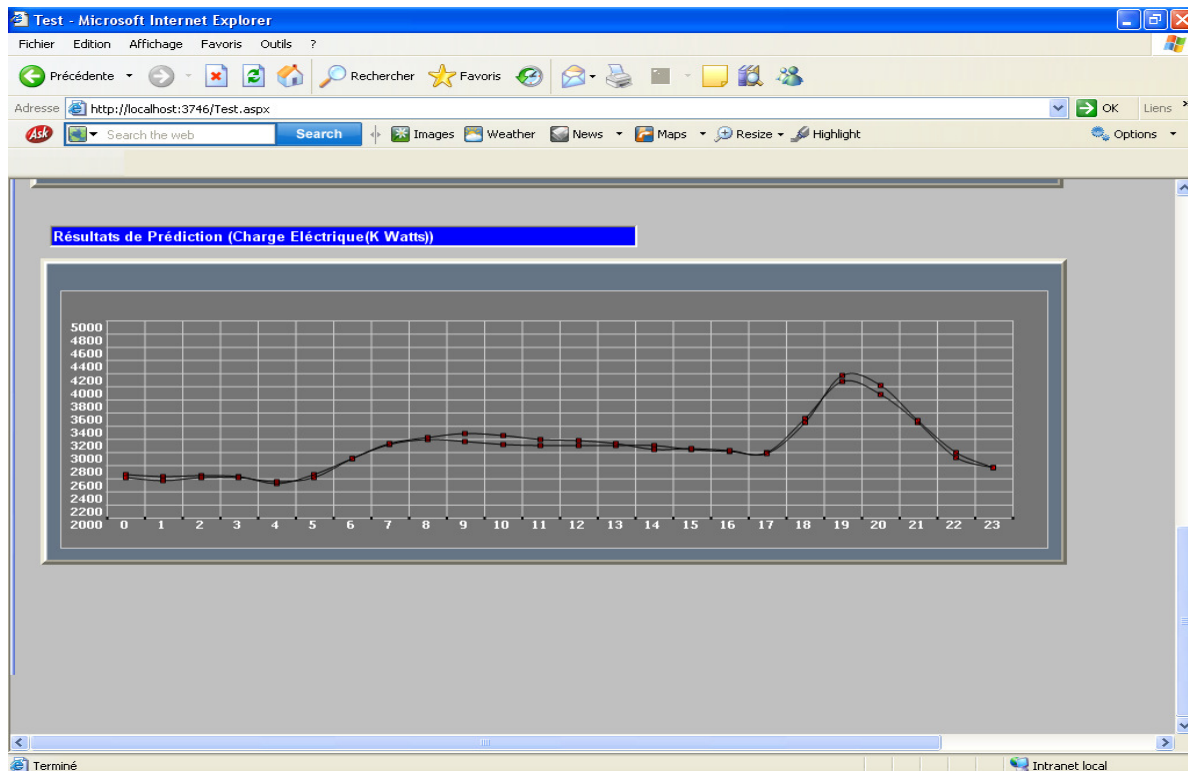 Test - Microsoft Internet Explorer
Fichier Edition Affichage Favoris Outils ?
Précédente Rechercher Favoris
Adresse http://localhost:3746/Test.aspx OK Liens »
Ask Search the web Search Images Weather News Maps Resize Highlight Options
Résultats de Prédiction (Charge Eléctrique(K Watts))
5000
4800
4600
4400
4200
4000
3800
3600
3400
3200
3000
2800
2600
2400
2200
2000 0 1 2 3 4 5 6 7 8 9 10 11 12 13 14 15 16 17 18 19 20 21 22 23
Terminé Intranet local